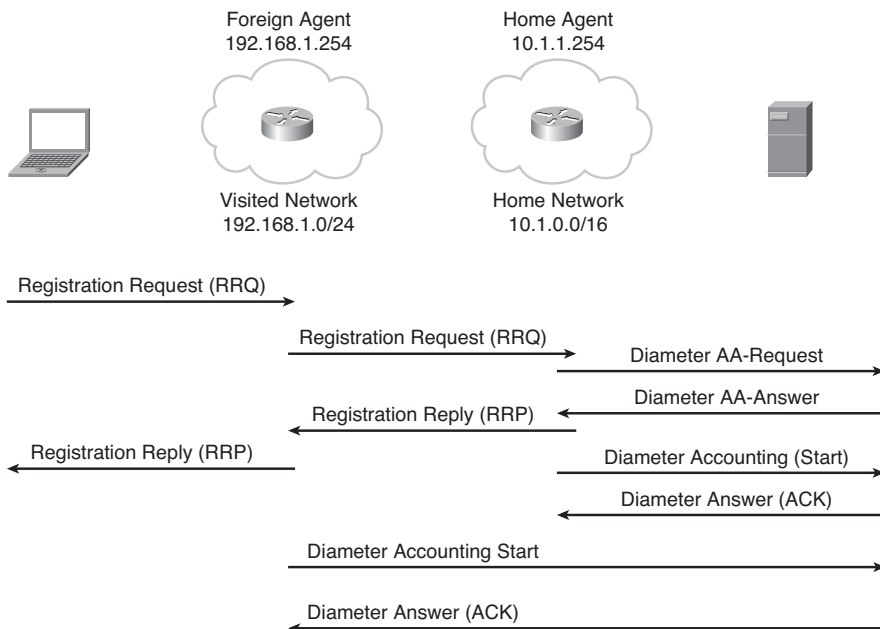 Foreign Agent
192.168.1.254
Home Agent
10.1.1.254
Visited Network
192.168.1.0/24
Home Network
10.1.0.0/16
Registration Request (RRQ)
Registration Request (RRQ)
Diameter AA-Request
Diameter AA-Answer
Registration Reply (RRP)
Registration Reply (RRP)
Diameter Accounting (Start)
Diameter Answer (ACK)
Diameter Accounting Start
Diameter Answer (ACK)